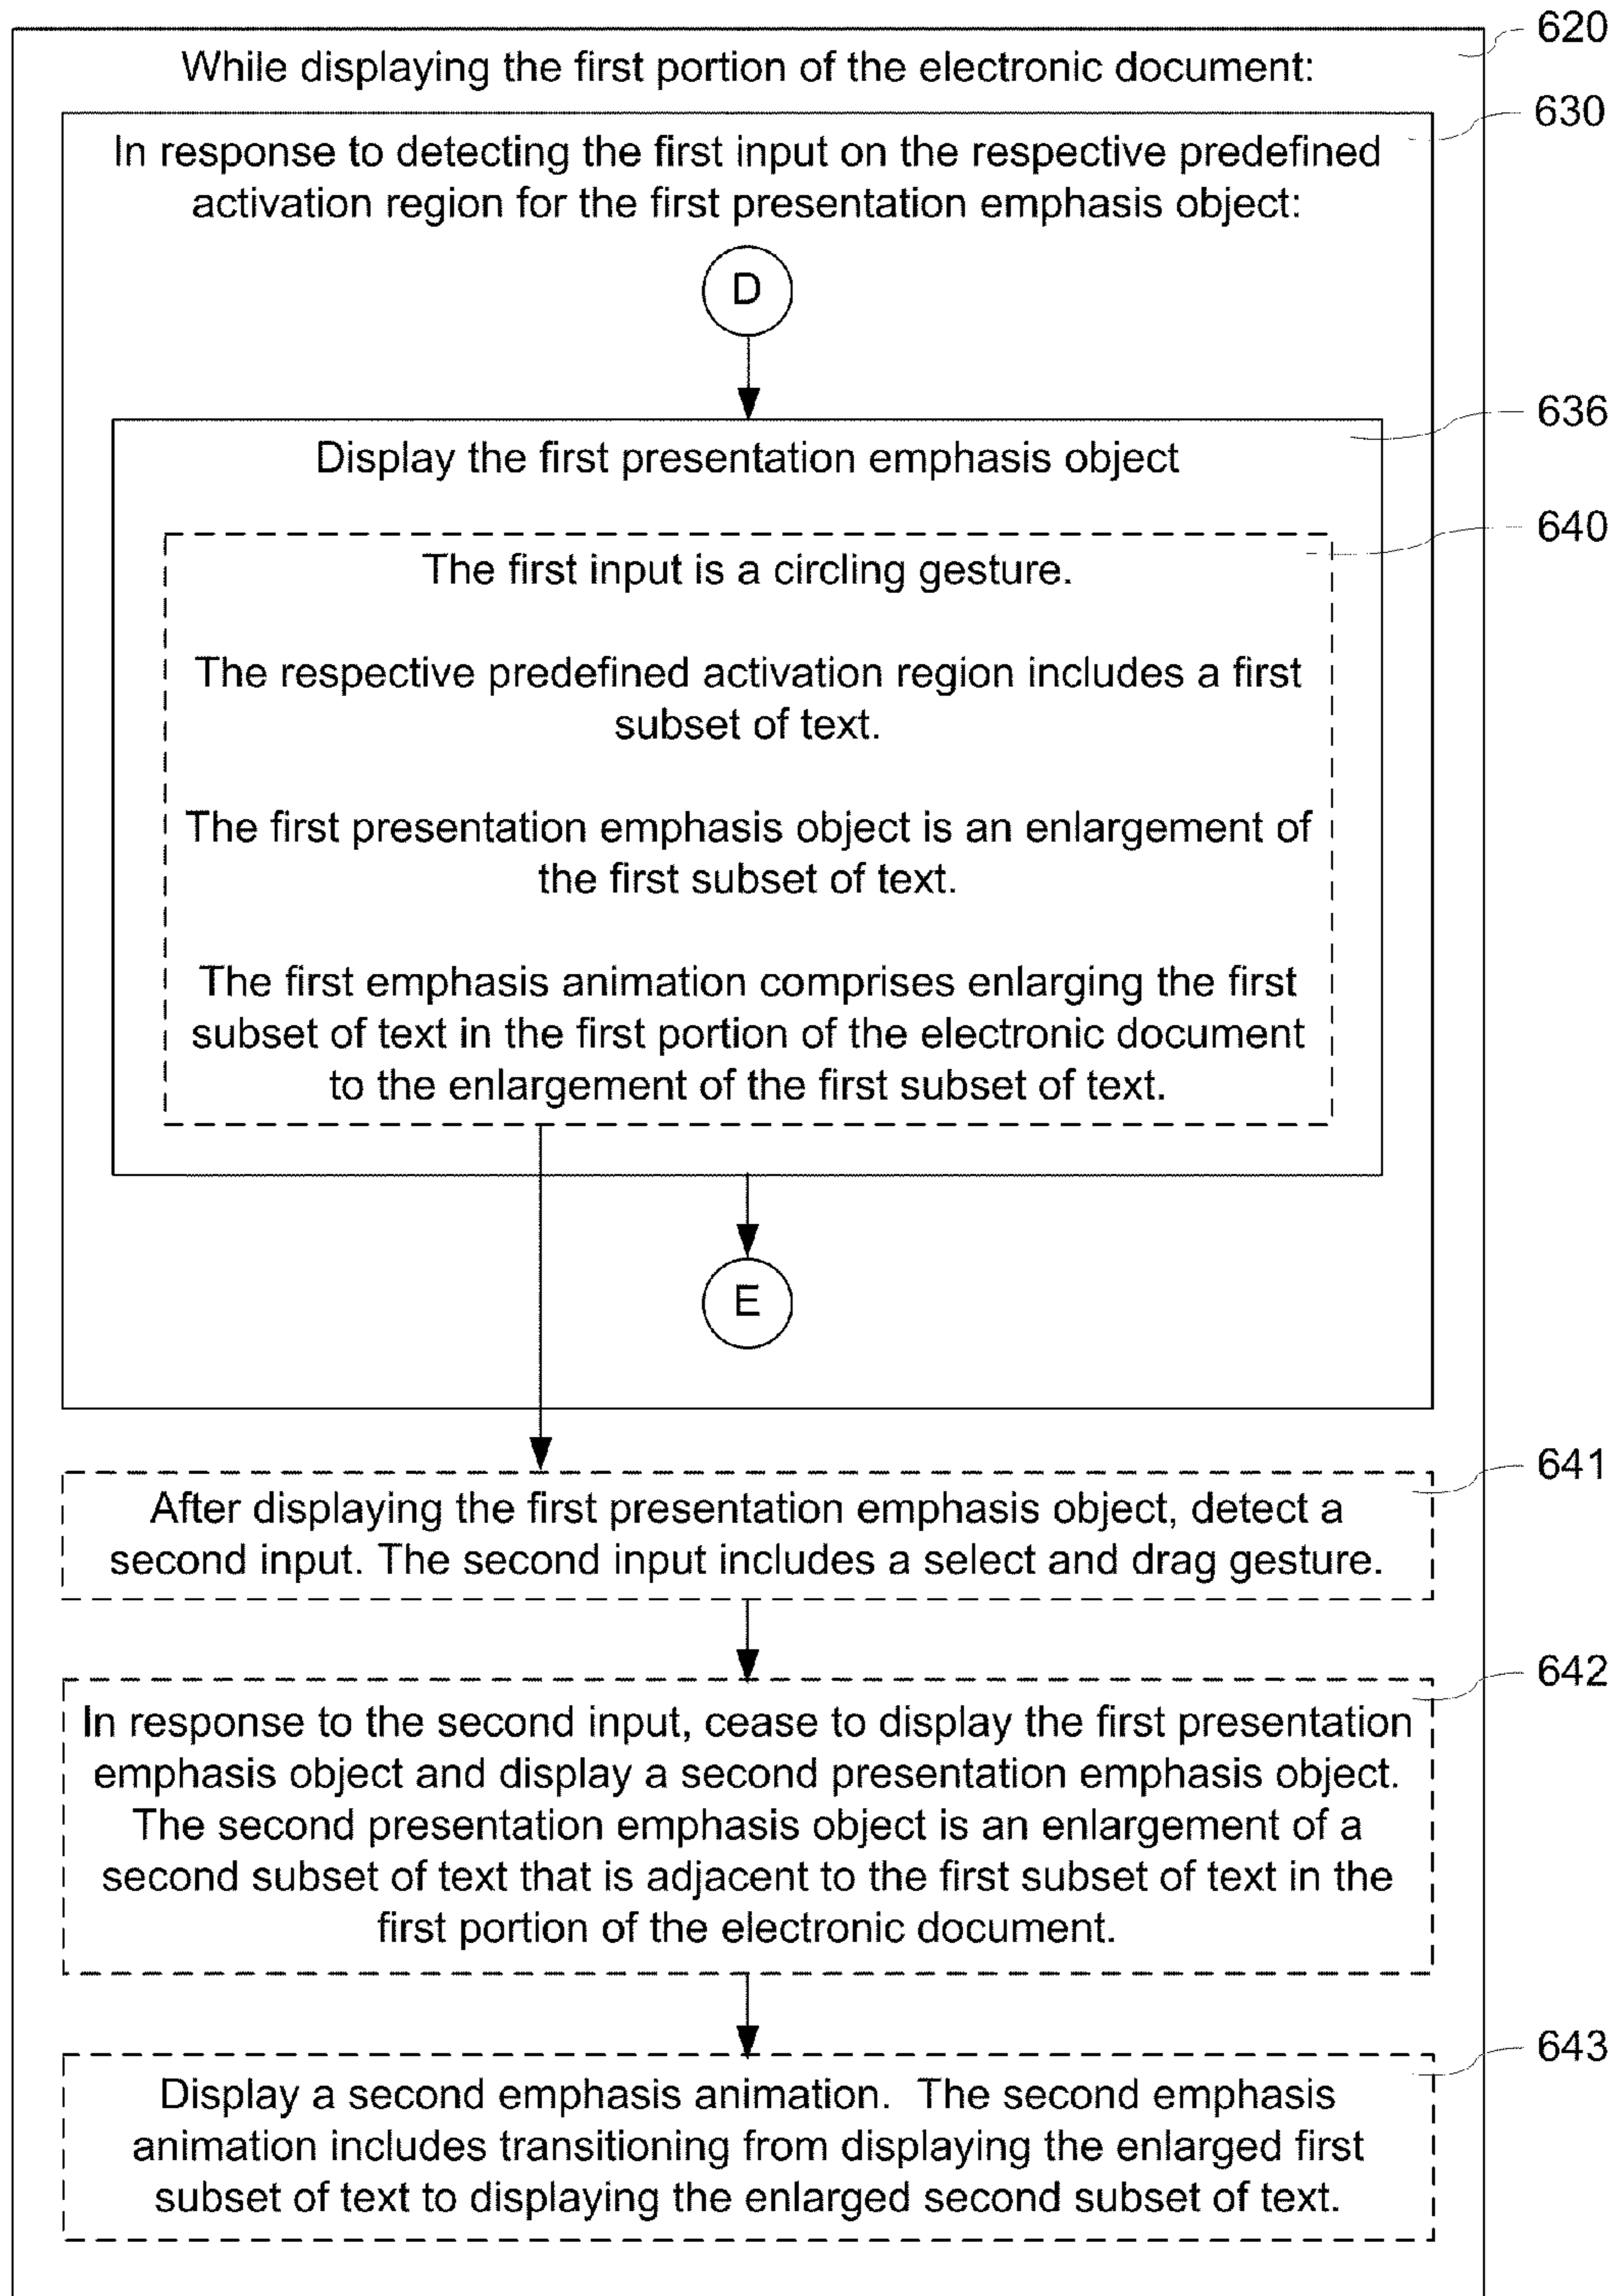 620
While displaying the first portion of the electronic document:
630
In response to detecting the first input on the respective predefined
activation region for the first presentation emphasis object:
D
636
Display the first presentation emphasis object
640
The first input is a circling gesture.
The respective predefined activation region includes a first
subset of text.
The first presentation emphasis object is an enlargement of
the first subset of text.
The first emphasis animation comprises enlarging the first
subset of text in the first portion of the electronic document
to the enlargement of the first subset of text.
E
641
After displaying the first presentation emphasis object, detect a
second input. The second input includes a select and drag gesture.
642
In response to the second input, cease to display the first presentation
emphasis object and display a second presentation emphasis object.
The second presentation emphasis object is an enlargement of a
second subset of text that is adjacent to the first subset of text in the
first portion of the electronic document.
643
Display a second emphasis animation.  The second emphasis
animation includes transitioning from displaying the enlarged first
subset of text to displaying the enlarged second subset of text.